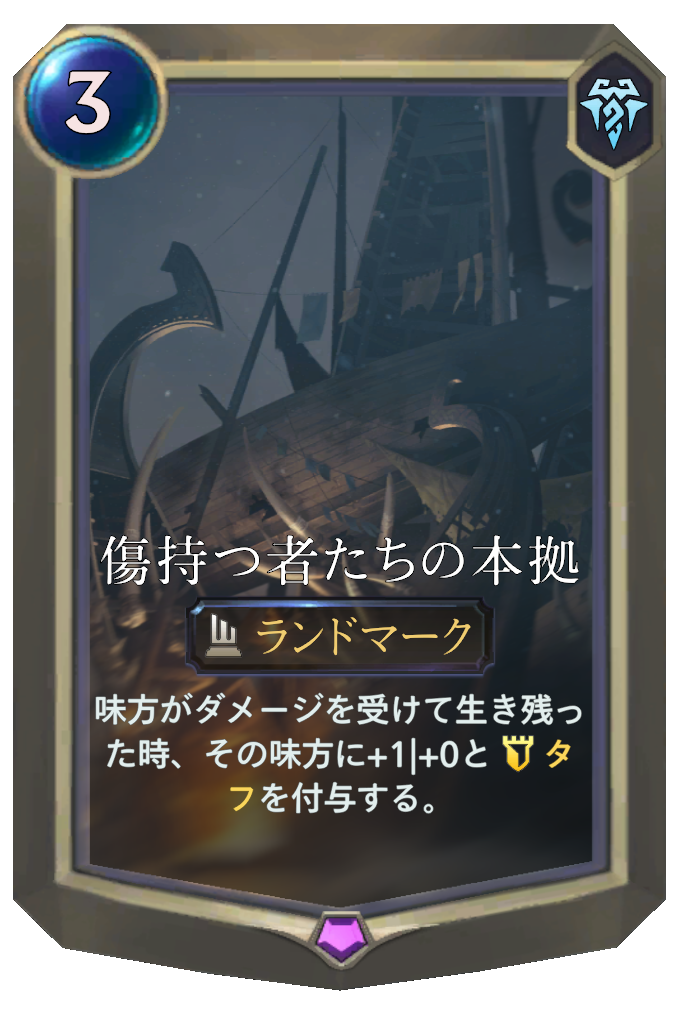 3
傷持つ者たちの本拠
ランドマーク
味方がダメージを受けて生き残っ
た時、その味方に+1|+0と タ
フを付与する。